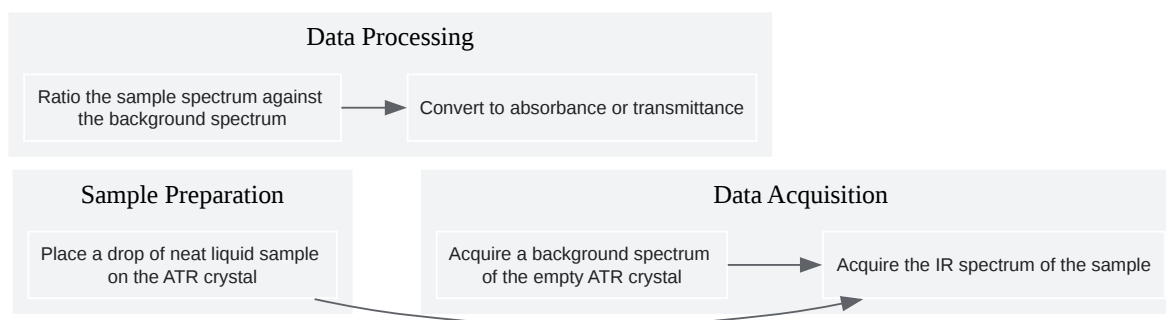 Data Processing
Ratio the sample spectrum against
the background spectrum
Convert to absorbance or transmittance
Sample Preparation
Place a drop of neat liquid sample
on the ATR crystal
Data Acquisition
Acquire a background spectrum
of the empty ATR crystal
Acquire the IR spectrum of the sample